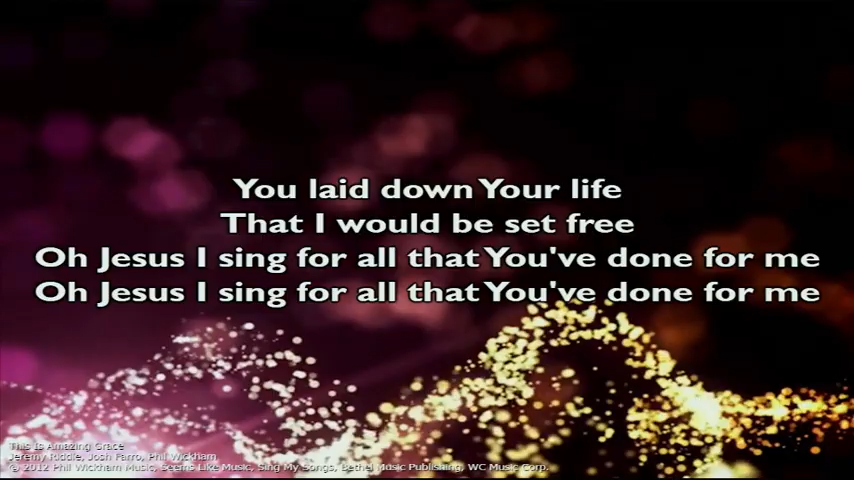 You laid down Your life
That I would be set free
Oh Jesus I sing for all that You've done for me
Oh Jesus I sing for all that You've done for me
This Is Amazing Grace
Jeremy Riddle, Josh Farro, Phil Wickham
© 2012 Phil Wickham Music, Seems Like Music, Sing My Songs, Bethel Music Publishing, WC Music Corp.